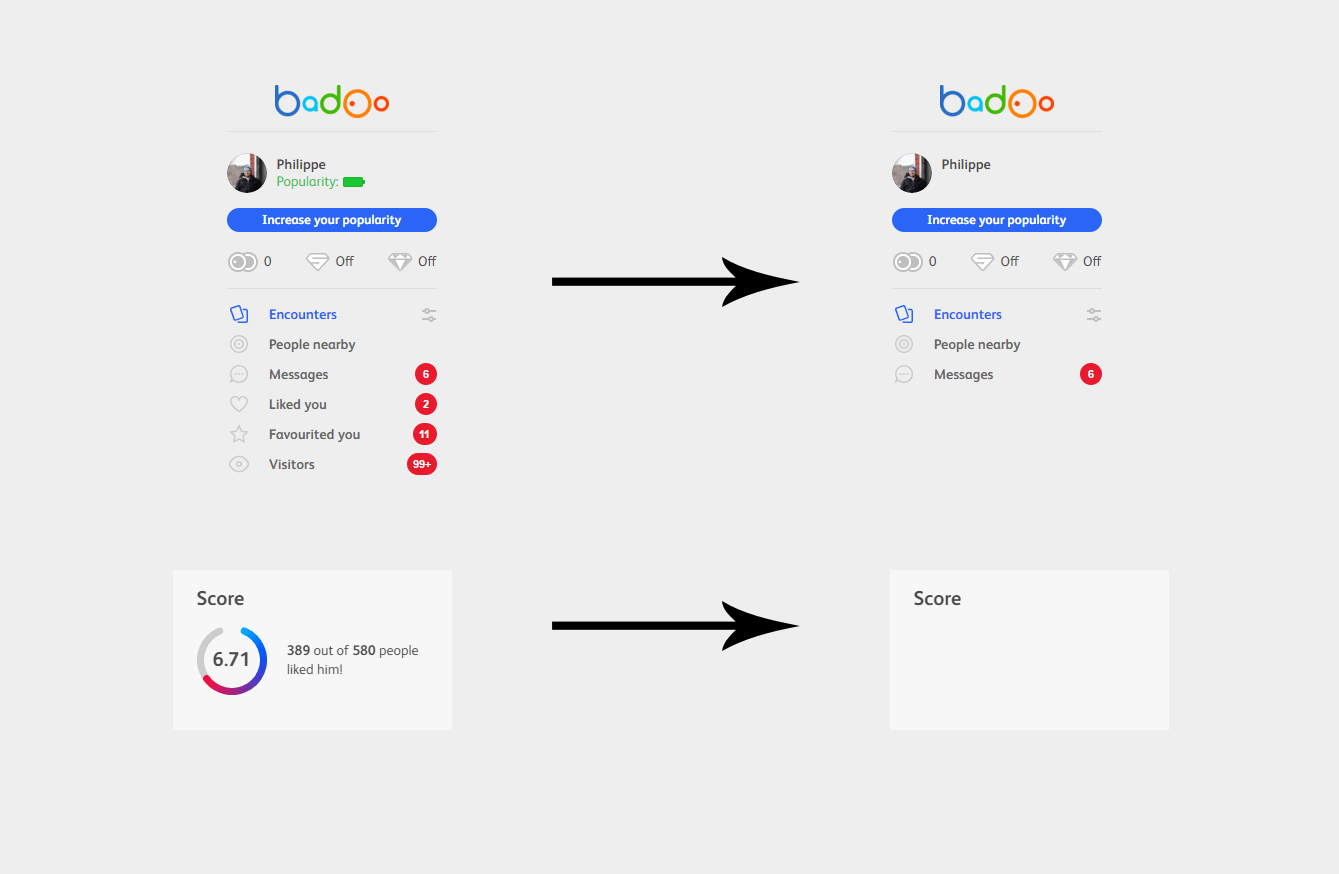 badoo
Philippe
Popularity:
Increase your popularity
0 Off Off
Encounters
People nearby
Messages 6
Liked you 2
Favourited you 11
Visitors 99+
badoo
Philippe
Increase your popularity
0 Off Off
Encounters
People nearby
Messages 6
Score
6.71
389 out of 580 people
liked him!
Score